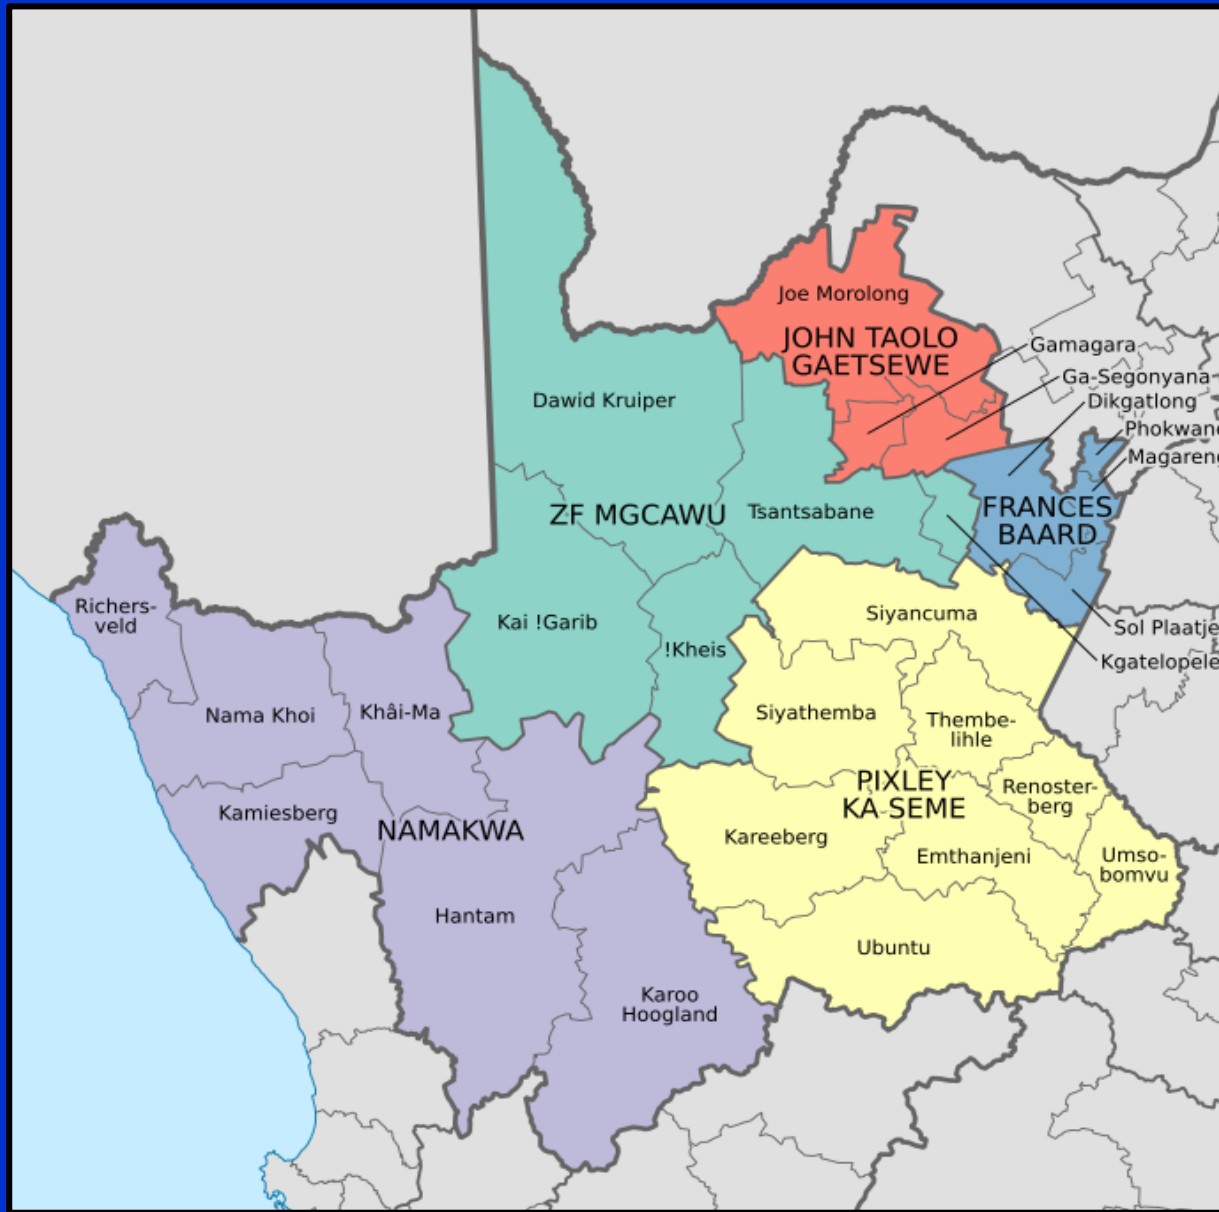 Joe Morolong
JOHN TAOLO
GAETSEWE
Gamagara
Ga-Segonyana
Dikgatlong
Phokwane
Magareng
Dawid Kruiper
FRANCES
BAARD
ZF MGCAWU
Tsantsabane
Richers-
veld
Kai !Garib
!Kheis
Siyancuma
Sol Plaatje
Kgatelopele
Nama Khoi
Khâi-Ma
Siyathemba
Thembe-
lihle
PIXLEY
KA SEME
Renoster-
berg
Kamiesberg
NAMAKWA
Kareeberg
Emthanjeni
Umso-
bomvu
Hantam
Ubuntu
Karoo
Hoogland